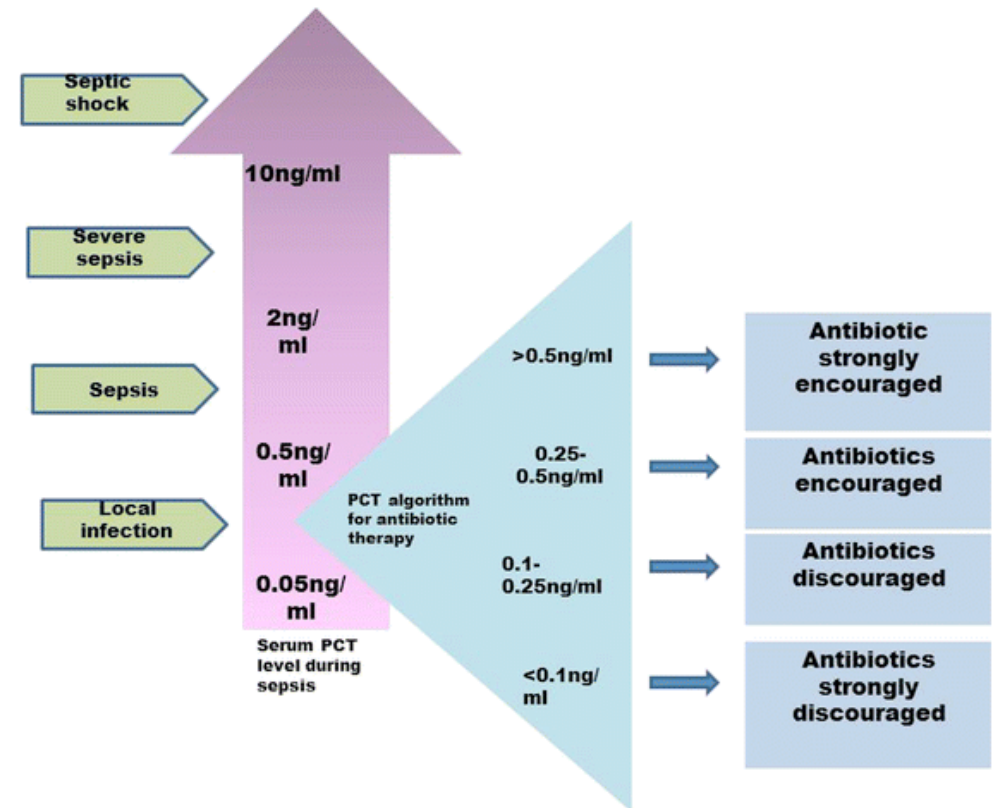 Septic
shock
Severe
sepsis
Sepsis
Local
infection
10ng/ml
2ng/
ml
0.5ng/
ml
0.05ng/
ml
Serum PCT
level during
sepsis
PCT algorithm
for antibiotic
therapy
>0.5ng/ml
0.25-
0.5ng/ml
0.1-
0.25ng/ml
<0.1ng/
ml
Antibiotic
strongly
encouraged
Antibiotics
encouraged
Antibiotics
discouraged
Antibiotics
strongly
discouraged